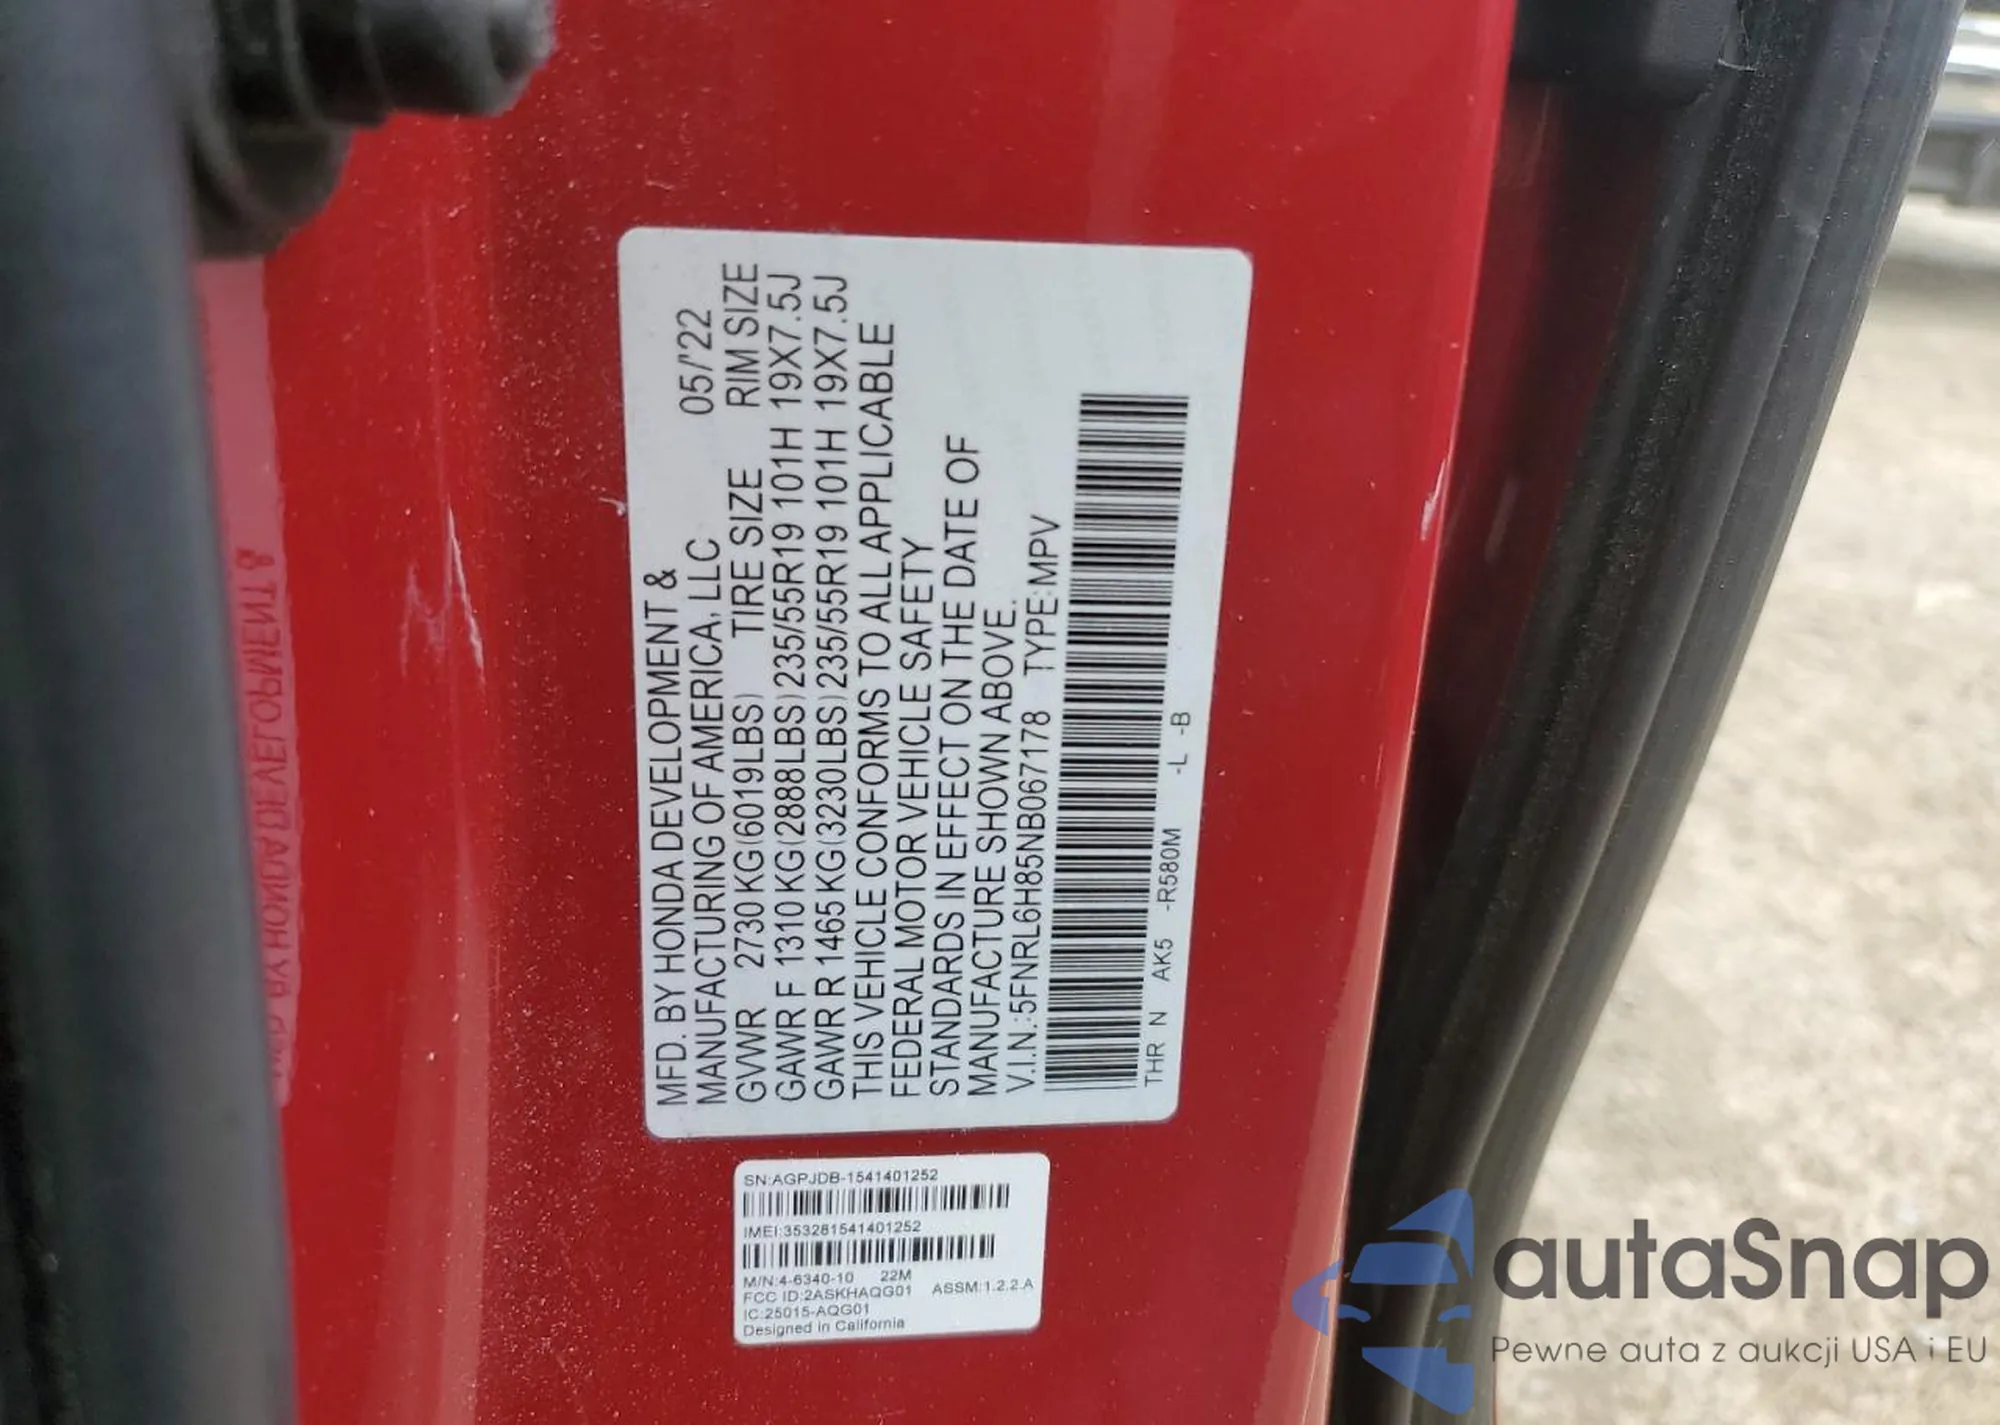 MFD. BY HONDA DEVELOPMENT &
MANUFACTURING OF AMERICA, LLC 05/'22
GVWR 2730 KG(6019LBS) TIRE SIZE RIM SIZE
GAWR F 1310 KG(2888LBS) 235/55R19 101H 19X7.5J
GAWR R 1465 KG(3230LBS) 235/55R19 101H 19X7.5J
THIS VEHICLE CONFORMS TO ALL APPLICABLE
FEDERAL MOTOR VEHICLE SAFETY
STANDARDS IN EFFECT ON THE DATE OF
MANUFACTURE SHOWN ABOVE.
V.I.N.:5FNRL6H85NB067178 TYPE:MPV
THR N AK5 -R580M -L -B
SN:AGPJDB-1541401252
IMEI:353281541401252
M/N:4-6340-10 22M
FCC ID:2ASKHAQG01 ASSM:1.2.2.A
IC:25015-AQG01
Designed in California
autaSnap
Pewne auta z aukcji USA i EU